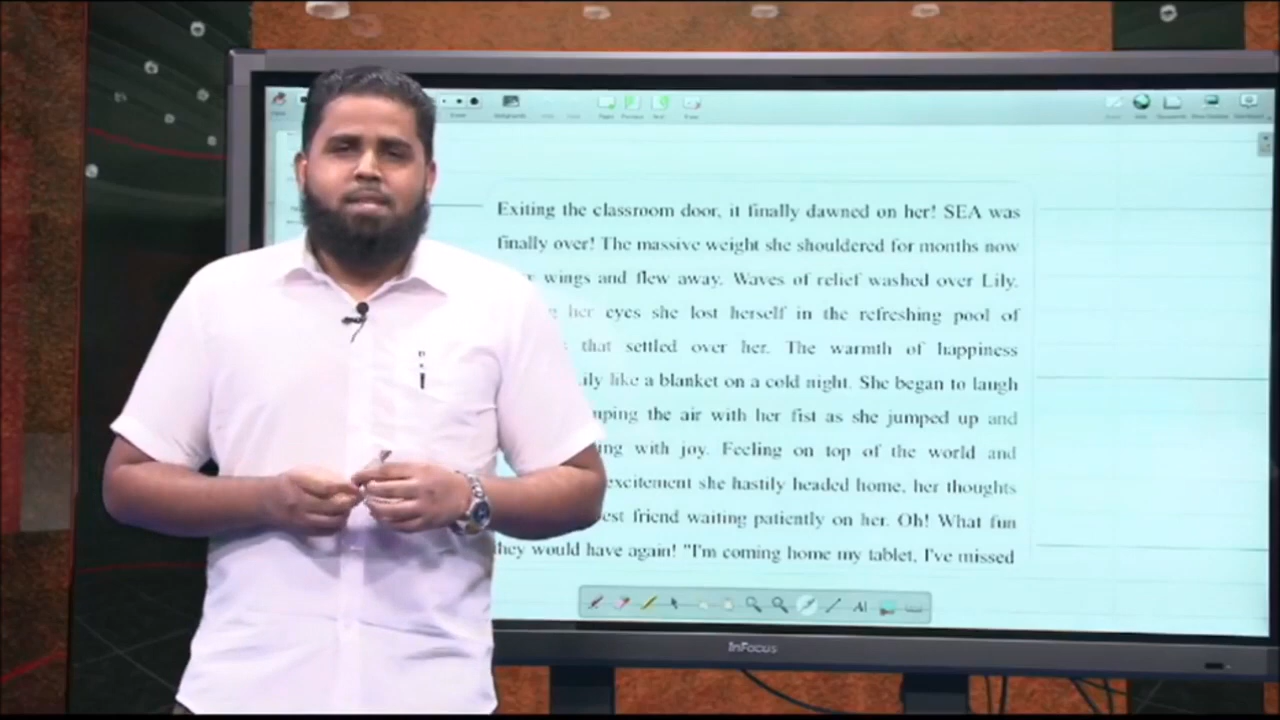 Exiting the classroom door, it finally dawned on her! SEA was
finally over! The massive weight she shouldered for months now
wings and flew away. Waves of relief washed over Lily.
her eyes she lost herself in the refreshing pool of
that settled over her. The warmth of happiness
like a blanket on a cold night. She began to laugh
the air with her fist as she jumped up and
with joy. Feeling on top of the world and
excitement she hastily headed home, her thoughts
friend waiting patiently on her. Oh! What fun
they would have again! "I'm coming home my tablet, I've missed
AI
InFocus